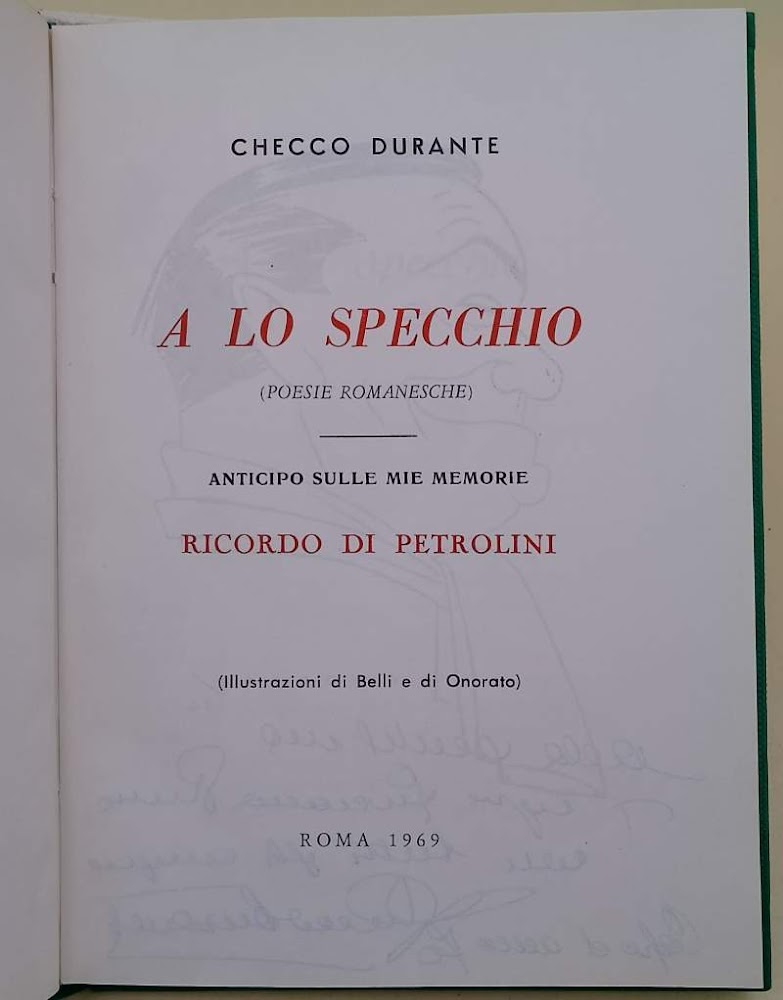 CHECCO DURANTE
A LO SPECCHIO
(POESIE ROMANESCHE)
ANTICIPO SULLE MIE MEMORIE
RICORDO DI PETROLINI
(Illustrazioni di Belli e di Onorato)
ROMA 1969